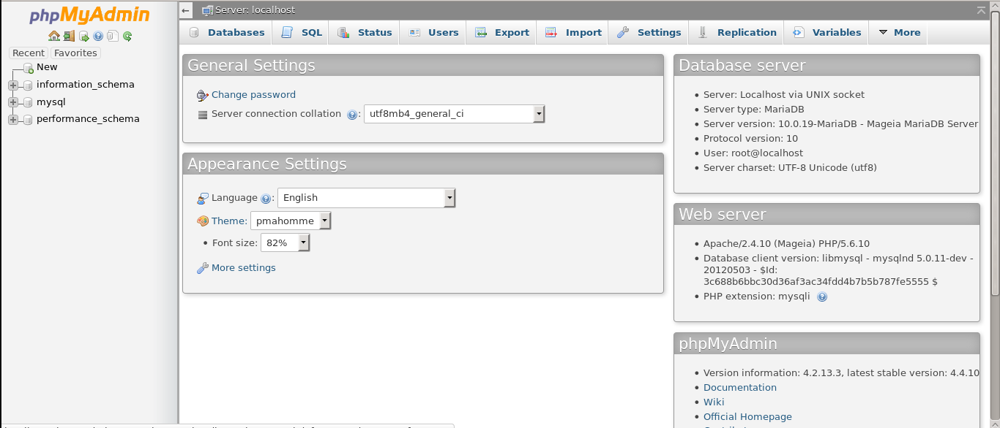 phpMyAdmin
Recent Favorites
New
information_schema
mysql
performance_schema
Server: localhost
Databases SQL Status Users Export Import Settings Replication Variables More
General Settings
Change password
Server connection collation : utf8mb4_general_ci
Appearance Settings
Language : English
Theme: pmahomme
Font size: 82%
More settings
Database server
Server: Localhost via UNIX socket
Server type: MariaDB
Server version: 10.0.19-MariaDB - Mageia MariaDB Server
Protocol version: 10
User: root@localhost
Server charset: UTF-8 Unicode (utf8)
Web server
Apache/2.4.10 (Mageia) PHP/5.6.10
Database client version: libmysql - mysqlnd 5.0.11-dev -
20120503 - $Id:
3c688b6bbc30d36af3ac34fdd4b7b5b787fe5555 $
PHP extension: mysqli
phpMyAdmin
Version information: 4.2.13.3, latest stable version: 4.4.10
Documentation
Wiki
Official Homepage